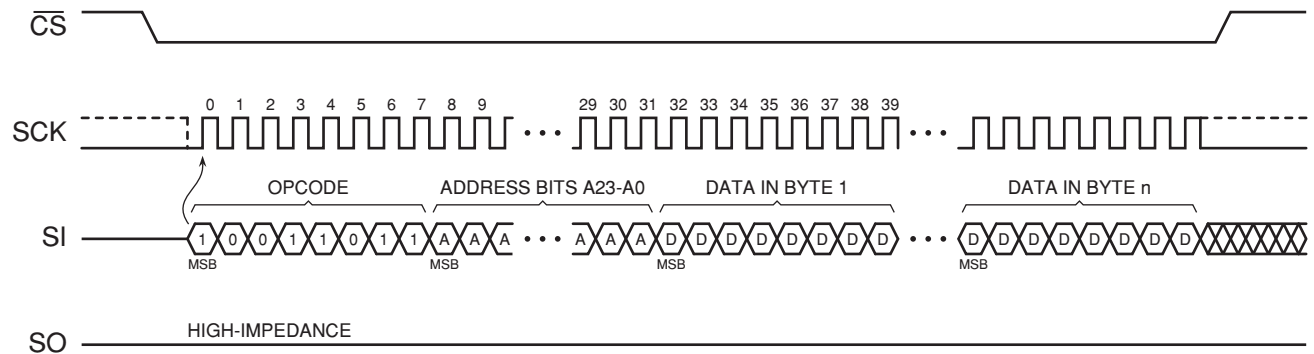 CS
0 1 2 3 4 5 6 7 8 9 29 30 31 32 33 34 35 36 37 38 39
SCK
OPCODE ADDRESS BITS A23-A0 DATA IN BYTE 1 DATA IN BYTE n
SI 1 0 0 1 1 0 1 1 A A A A A A D D D D D D D D D D D D D D D D
MSB MSB MSB MSB
HIGH-IMPEDANCE
SO